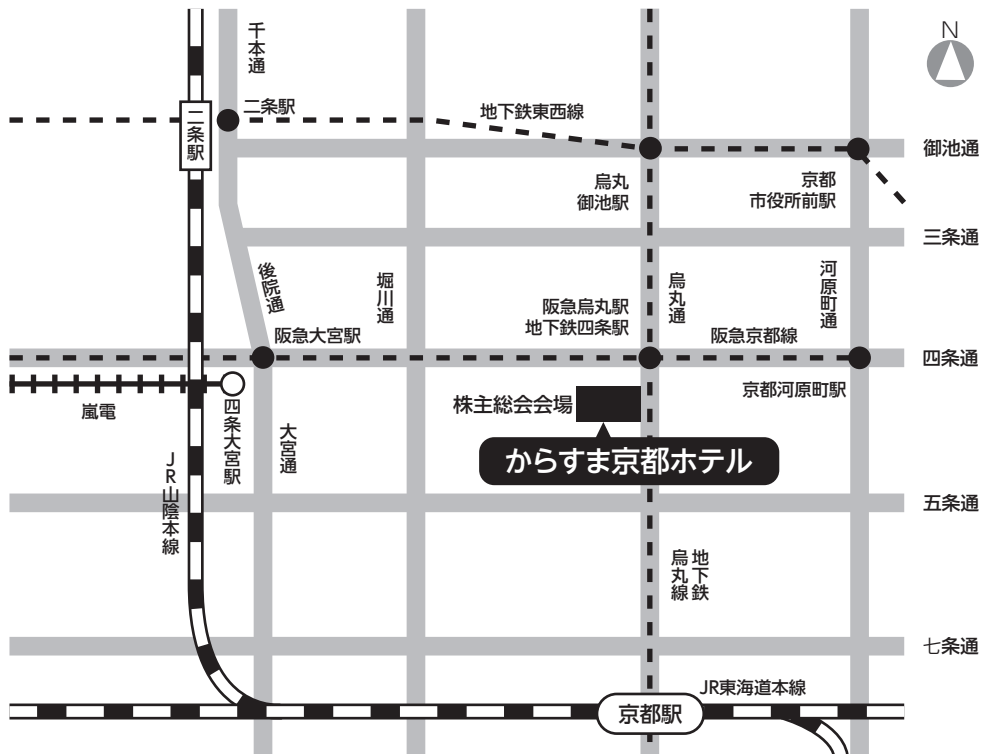 千本通
N
二条駅
地下鉄東西線
二条駅
御池通
烏丸
御池駅
京都
市役所前駅
三条通
後院通
堀川通
烏丸通
河原町通
阪急烏丸駅
地下鉄四条駅
阪急大宮駅
阪急京都線
四条通
京都河原町駅
嵐電
四条大宮駅
株主総会会場
大宮通
からすま京都ホテル
JR山陰本線
五条通
地下鉄
烏丸線
七条通
JR東海道本線
京都駅